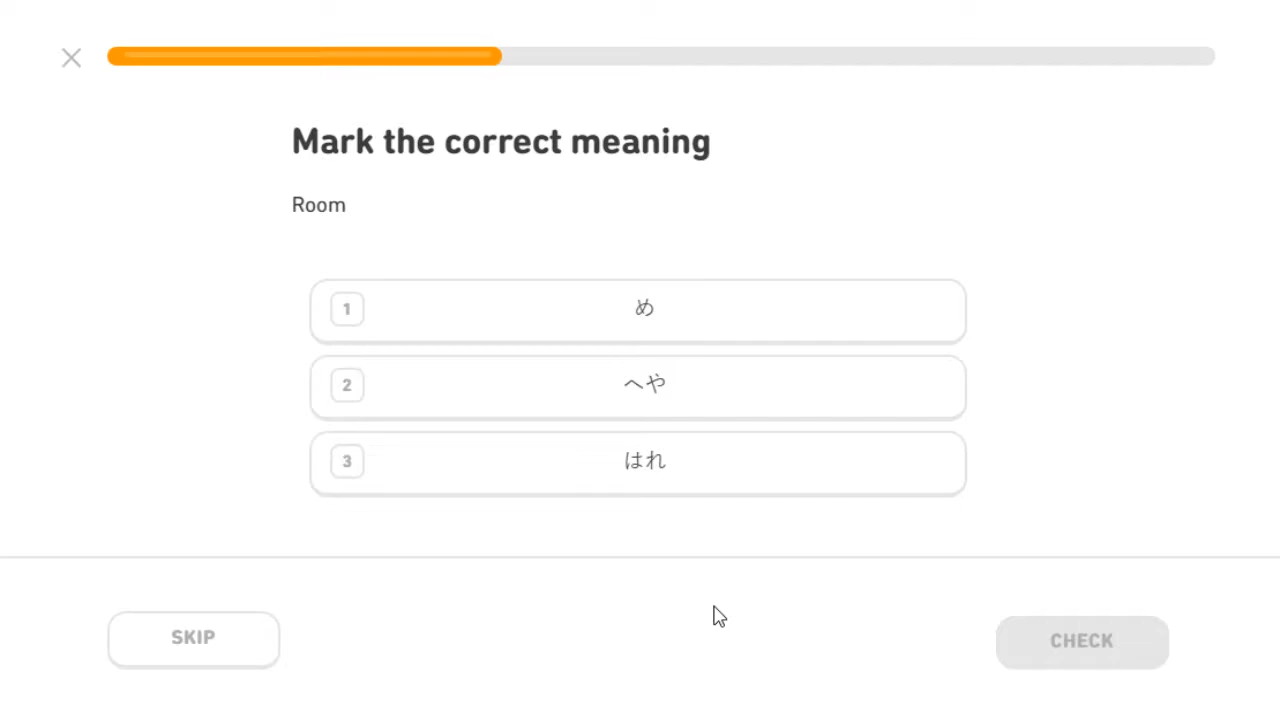 Mark the correct meaning
Room
1 め
2 へや
3 はれ
SKIP
CHECK